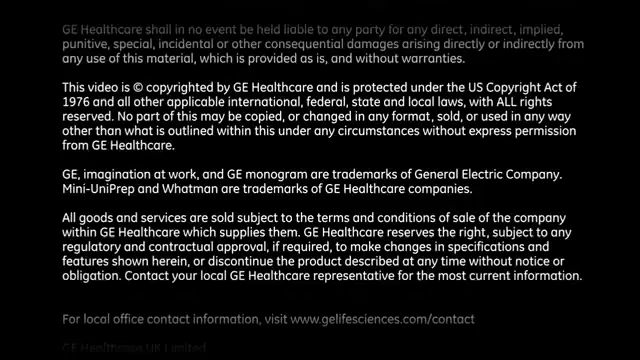 GE Healthcare shall in no event be held liable to any party for any direct, indirect, implied,
punitive, special, incidental or other consequential damages arising directly or indirectly from
any use of this material, which is provided as is, and without warranties.
This video is © copyrighted by GE Healthcare and is protected under the US Copyright Act of
1976 and all other applicable international, federal, state and local laws, with ALL rights
reserved. No part of this may be copied, or changed in any format, sold, or used in any way
other than what is outlined within this under any circumstances without express permission
from GE Healthcare.
GE, imagination at work, and GE monogram are trademarks of General Electric Company.
Mini-UniPrep and Whatman are trademarks of GE Healthcare companies.
All goods and services are sold subject to the terms and conditions of sale of the company
within GE Healthcare which supplies them. GE Healthcare reserves the right, subject to any
regulatory and contractual approval, if required, to make changes in specifications and
features shown herein, or discontinue the product described at any time without notice or
obligation. Contact your local GE Healthcare representative for the most current information.
For local office contact information, visit www.gelifesciences.com/contact
GE Healthcare UK Limited